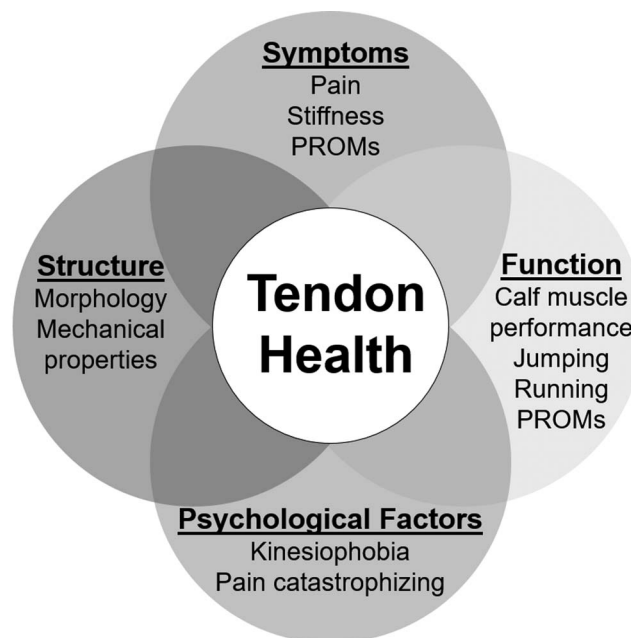 Symptoms
Pain
Stiffness
PROMs
Structure
Morphology
Mechanical
properties
Tendon
Health
Function
Calf muscle
performance
Jumping
Running
PROMs
Psychological Factors
Kinesiophobia
Pain catastrophizing